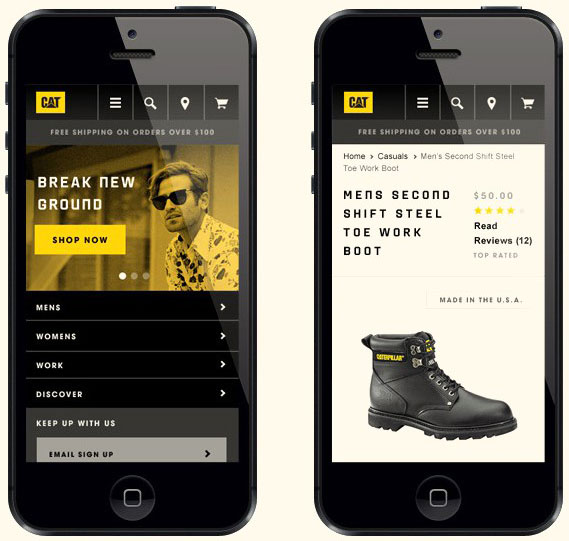 CAT
FREE SHIPPING ON ORDERS OVER $100
BREAK NEW
GROUND
SHOP NOW
MENS
WOMENS
WORK
DISCOVER
KEEP UP WITH US
EMAIL SIGN UP
CAT
FREE SHIPPING ON ORDERS OVER $100
Home > Casuals > Men's Second Shift Steel
Toe Work Boot
MENS SECOND
SHIFT STEEL
TOE WORK
BOOT
$50.00
Read
Reviews (12)
TOP RATED
MADE IN THE U.S.A.
CATERPILLAR